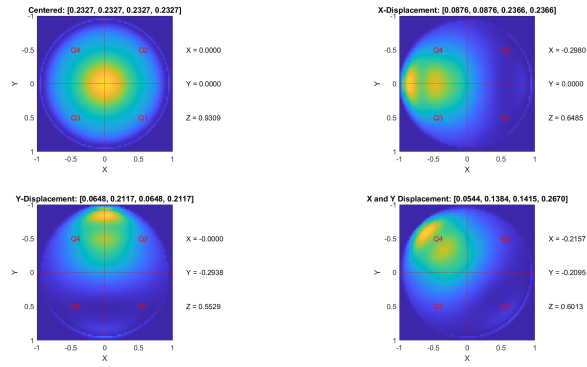 Centered: [0.2327, 0.2327, 0.2327, 0.2327]
-1
-0.5
0
0.5
1
Y
Q4
Q2
Q3
Q1
-1
-0.5
0
0.5
1
X
X = 0.0000
Y = 0.0000
Z = 0.9309
X-Displacement: [0.0876, 0.0876, 0.2366, 0.2366]
-1
-0.5
0
0.5
1
Y
Q4
Q2
Q3
Q1
-1
-0.5
0
0.5
1
X
X = -0.2980
Y = 0.0000
Z = 0.6485
Y-Displacement: [0.0648, 0.2117, 0.0648, 0.2117]
-1
-0.5
0
0.5
1
Y
Q4
Q2
Q3
Q1
-1
-0.5
0
0.5
1
X
X = -0.0000
Y = -0.2938
Z = 0.5529
X and Y Displacement: [0.0544, 0.1384, 0.1415, 0.2670]
-1
-0.5
0
0.5
1
Y
Q4
Q2
Q3
Q1
-1
-0.5
0
0.5
1
X
X = -0.2157
Y = -0.2095
Z = 0.6013